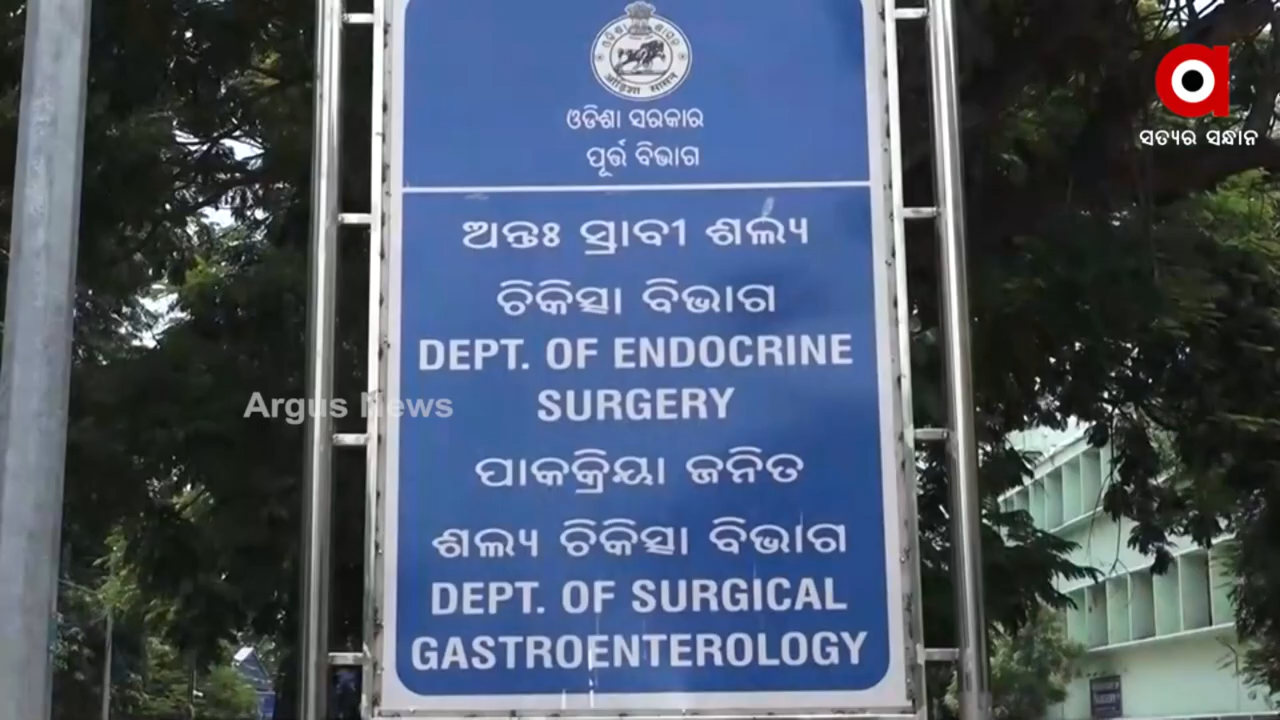 ଓଡିଶା ସରକାର
ପୂର୍ତ୍ତ ବିଭାଗ
ଅନ୍ତଃ ସ୍ରାବୀ ଶଲ୍ୟ
ଚିକିତ୍ସା ବିଭାଗ
DEPT. OF ENDOCRINE
SURGERY
ପାକକ୍ରିୟା ଜନିତ
ଶଲ୍ୟ ଚିକିତ୍ସା ବିଭାଗ
DEPT. OF SURGICAL
GASTROENTEROLOGY
Argus News
ସତ୍ୟର ସନ୍ଧାନ